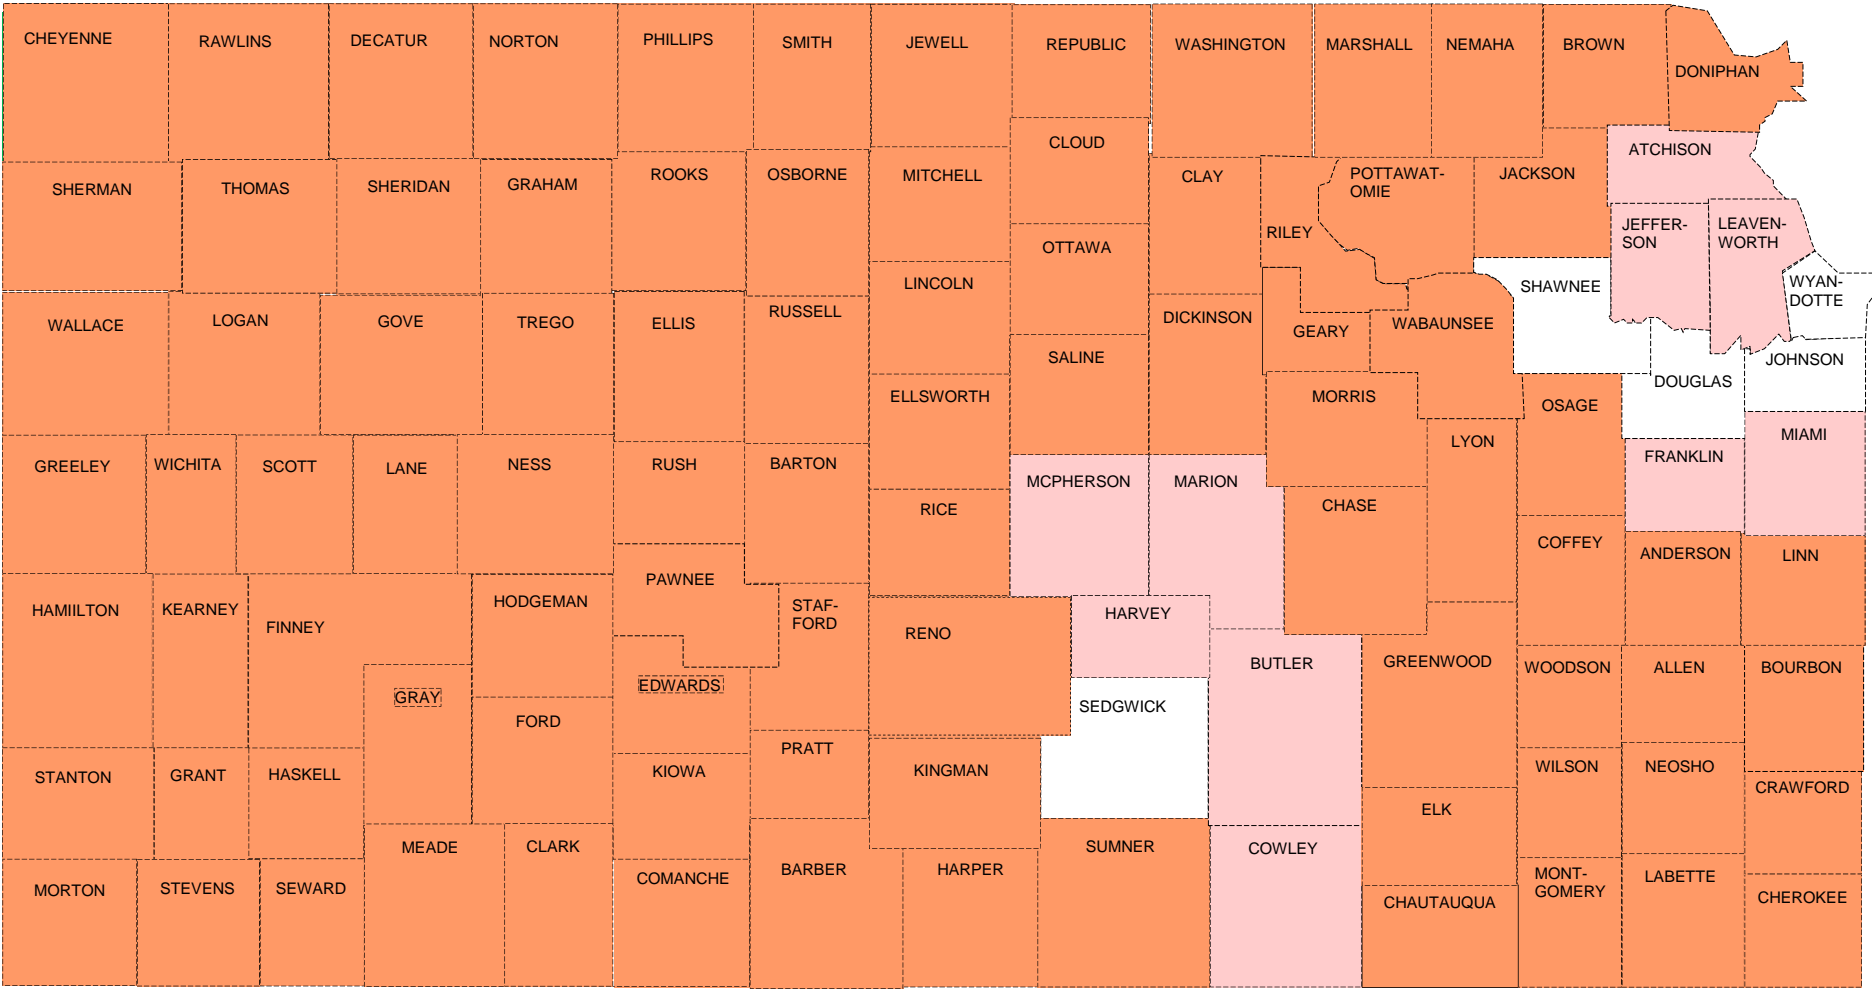 CHEYENNE
RAWLINS
DECATUR
NORTON
PHILLIPS
SMITH
JEWELL
REPUBLIC
WASHINGTON
MARSHALL
NEMAHA
BROWN
DONIPHAN
CLOUD
ATCHISON
SHERMAN
THOMAS
SHERIDAN
GRAHAM
ROOKS
OSBORNE
MITCHELL
CLAY
RILEY
POTTAWAT-
OMIE
JACKSON
JEFFER-
SON
LEAVEN-
WORTH
OTTAWA
LINCOLN
WALLACE
LOGAN
GOVE
TREGO
ELLIS
RUSSELL
DICKINSON
GEARY
WABAUNSEE
SHAWNEE
WYAN-
DOTTE
SALINE
ELLSWORTH
MORRIS
OSAGE
DOUGLAS
JOHNSON
GREELEY
WICHITA
SCOTT
LANE
NESS
RUSH
BARTON
RICE
MCPHERSON
MARION
CHASE
LYON
FRANKLIN
MIAMI
COFFEY
ANDERSON
LINN
HAMIILTON
KEARNEY
FINNEY
HODGEMAN
PAWNEE
STAF-
FORD
RENO
HARVEY
BUTLER
GREENWOOD
WOODSON
ALLEN
BOURBON
GRAY
FORD
EDWARDS
SEDGWICK
STANTON
GRANT
HASKELL
KIOWA
PRATT
KINGMAN
ELK
WILSON
NEOSHO
CRAWFORD
MORTON
STEVENS
SEWARD
MEADE
CLARK
COMANCHE
BARBER
HARPER
SUMNER
COWLEY
CHAUTAUQUA
MONT-
GOMERY
LABETTE
CHEROKEE